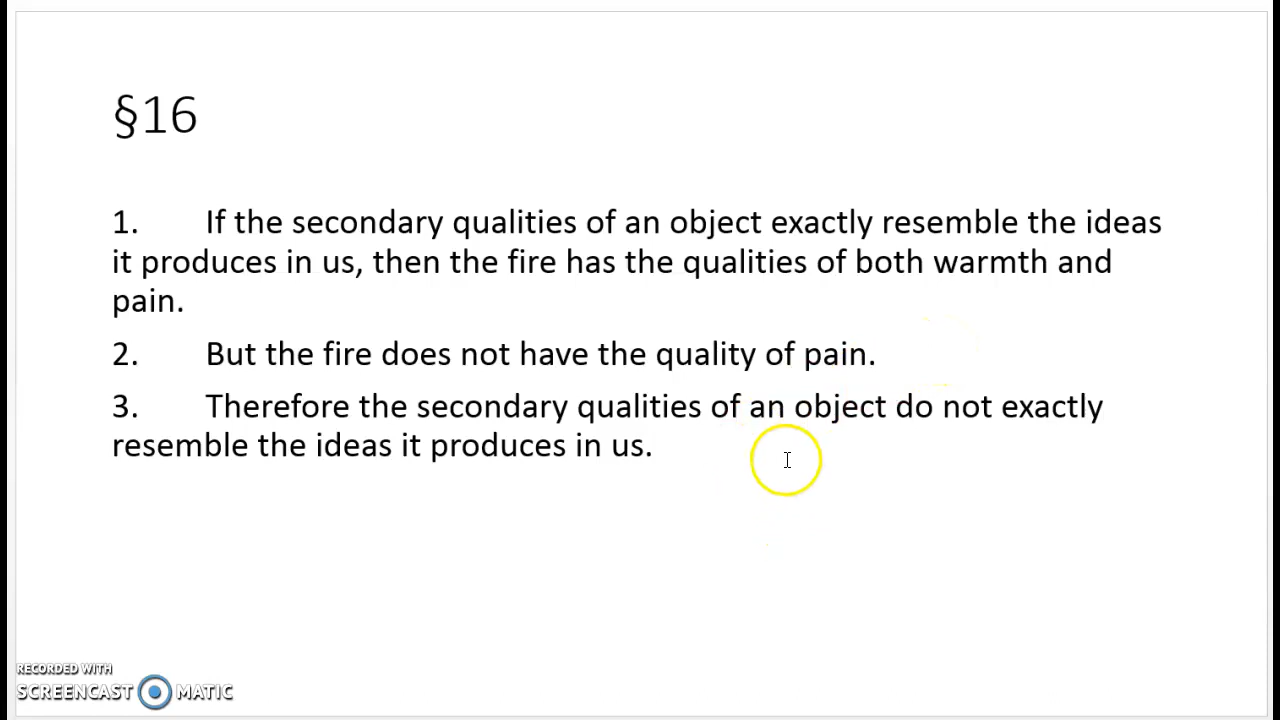 §16
1. If the secondary qualities of an object exactly resemble the ideas
it produces in us, then the fire has the qualities of both warmth and
pain.
2. But the fire does not have the quality of pain.
3. Therefore the secondary qualities of an object do not exactly
resemble the ideas it produces in us.
RECORDED WITH
SCREENCAST MATIC